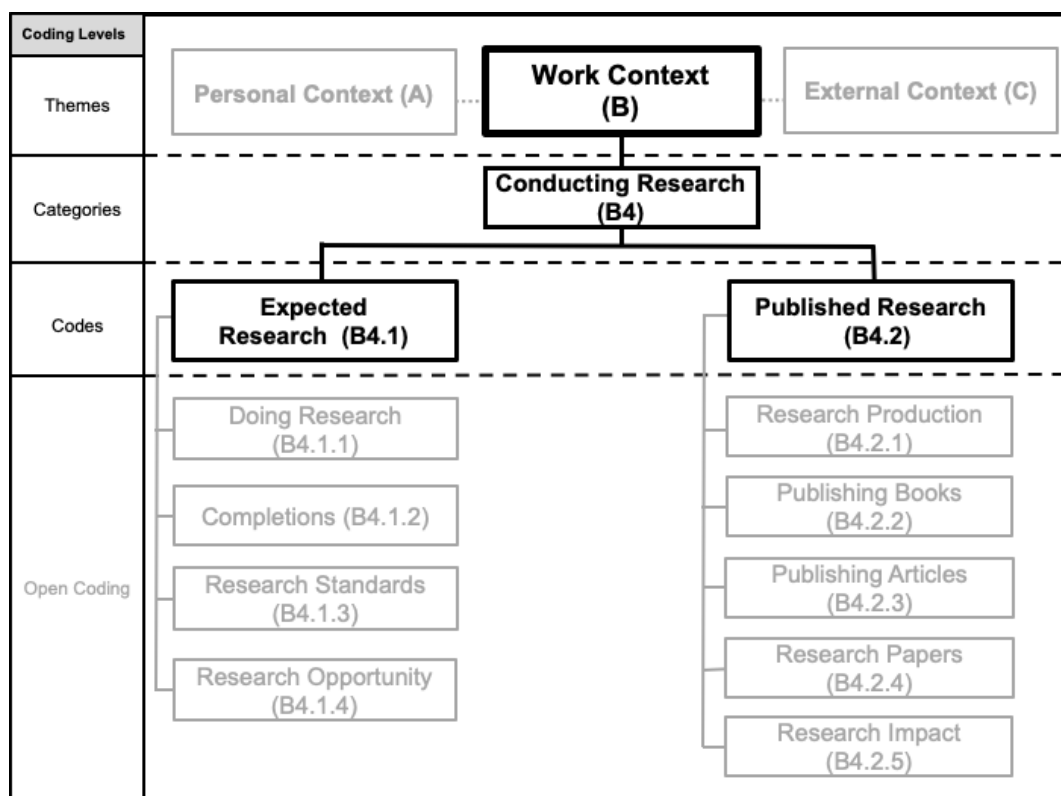 Coding Levels
Themes
Personal Context (A)
Work Context
(B)
External Context (C)
Categories
Conducting Research
(B4)
Codes
Expected
Research (B4.1)
Published Research
(B4.2)
Open Coding
Doing Research
(B4.1.1)
Completions (B4.1.2)
Research Standards
(B4.1.3)
Research Opportunity
(B4.1.4)
Research Production
(B4.2.1)
Publishing Books
(B4.2.2)
Publishing Articles
(B4.2.3)
Research Papers
(B4.2.4)
Research Impact
(B4.2.5)